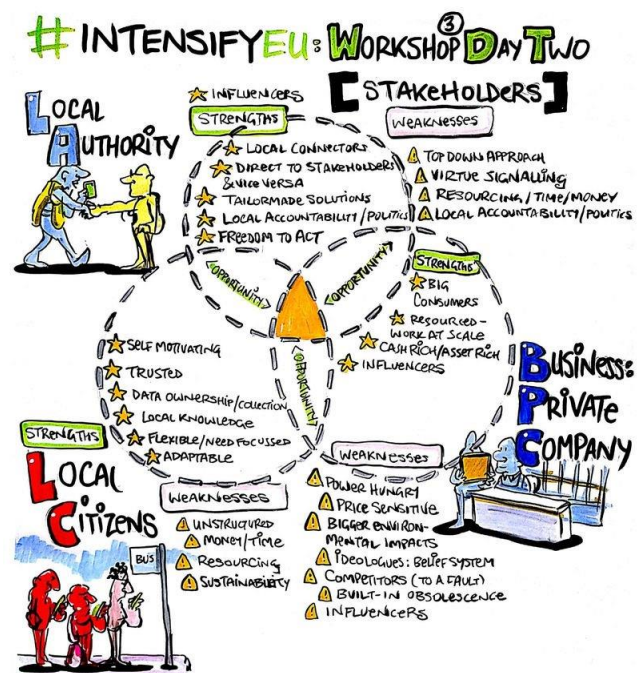 #INTENSIFYEU: WORKSHOP 3 DAY TWO
[STAKEHOLDERS]
LOCAL
AUTHORITY
INFLUENCERS
STRENGTHS
LOCAL CONNECTORS
DIRECT TO STAKEHOLDERS
& VICE VERSA
TAILORMADE SOLUTIONS
LOCAL ACCOUNTABILITY/POLITICS
FREEDOM TO ACT
WEAKNESSES
TOP DOWN APPROACH
VIRTUE SIGNALLING
RESOURCING/TIME/MONEY
LOCAL ACCOUNTABILITY/POLITICS
OPPORTUNITY
OPPORTUNITY
OPPORTUNITY
STRENGTHS
BIG
CONSUMERS
RESOURCED-
WORK AT SCALE
CASH RICH/ASSET RICH
INFLUENCERS
BUSINESS:
PRIVATE
COMPANY
SELF MOTIVATING
TRUSTED
DATA OWNERSHIP/COLLECTION
LOCAL KNOWLEDGE
FLEXIBLE/NEED FOCUSSED
ADAPTABLE
STRENGTHS
LOCAL
CITIZENS
WEAKNESSES
UNSTRUCTURED
MONEY/TIME
RESOURCING
SUSTAINABILITY
BUS
WEAKNESSES
POWER HUNGRY
PRICE SENSITIVE
BIGGER ENVIRON-
MENTAL IMPACTS
IDEOLOGUES: BELIEF SYSTEM
COMPETITORS (TO A FAULT)
BUILT-IN OBSOLESCENCE
INFLUENCERS